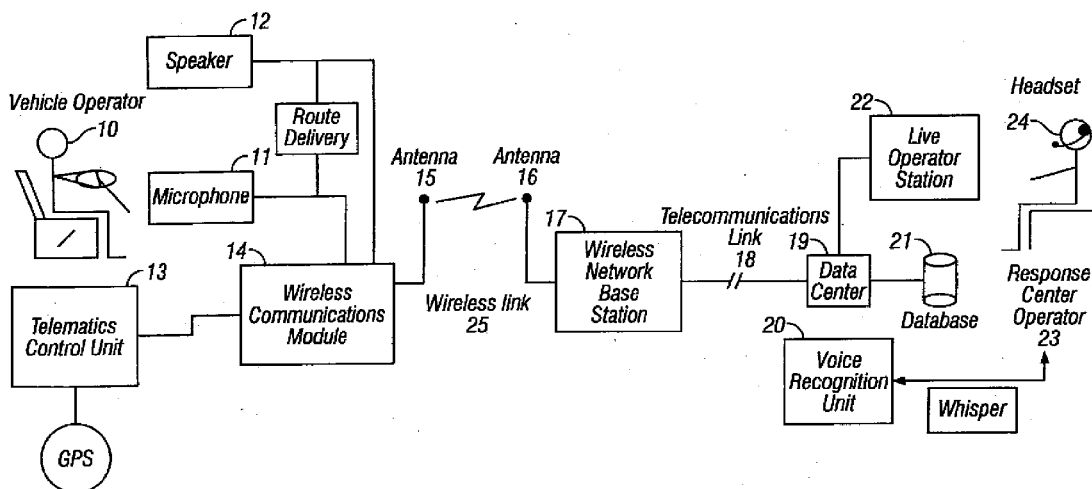 12
Speaker
Vehicle Operator
10
Route
Delivery
11
Microphone
Antenna
15
Antenna
16
22
Live
Operator
Station
Headset
24
13
Telematics
Control Unit
14
Wireless
Communications
Module
Wireless link
25
17
Wireless
Network
Base
Station
Telecommunications
Link
18
19
Data
Center
21
Database
Response
Center
Operator
23
20
Voice
Recognition
Unit
Whisper
GPS